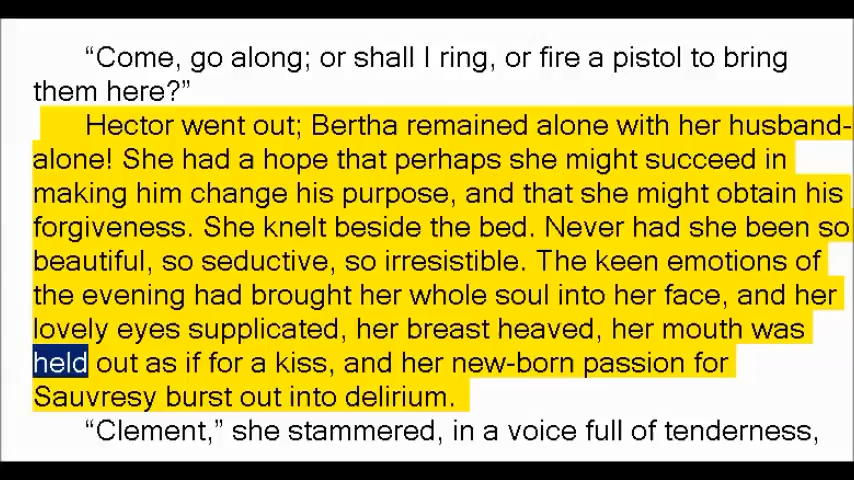 “Come, go along; or shall I ring, or fire a pistol to bring
them here?”
Hector went out; Bertha remained alone with her husband-
alone! She had a hope that perhaps she might succeed in
making him change his purpose, and that she might obtain his
forgiveness. She knelt beside the bed. Never had she been so
beautiful, so seductive, so irresistible. The keen emotions of
the evening had brought her whole soul into her face, and her
lovely eyes supplicated, her breast heaved, her mouth was
held out as if for a kiss, and her new-born passion for
Sauvresy burst out into delirium.
“Clement,” she stammered, in a voice full of tenderness,